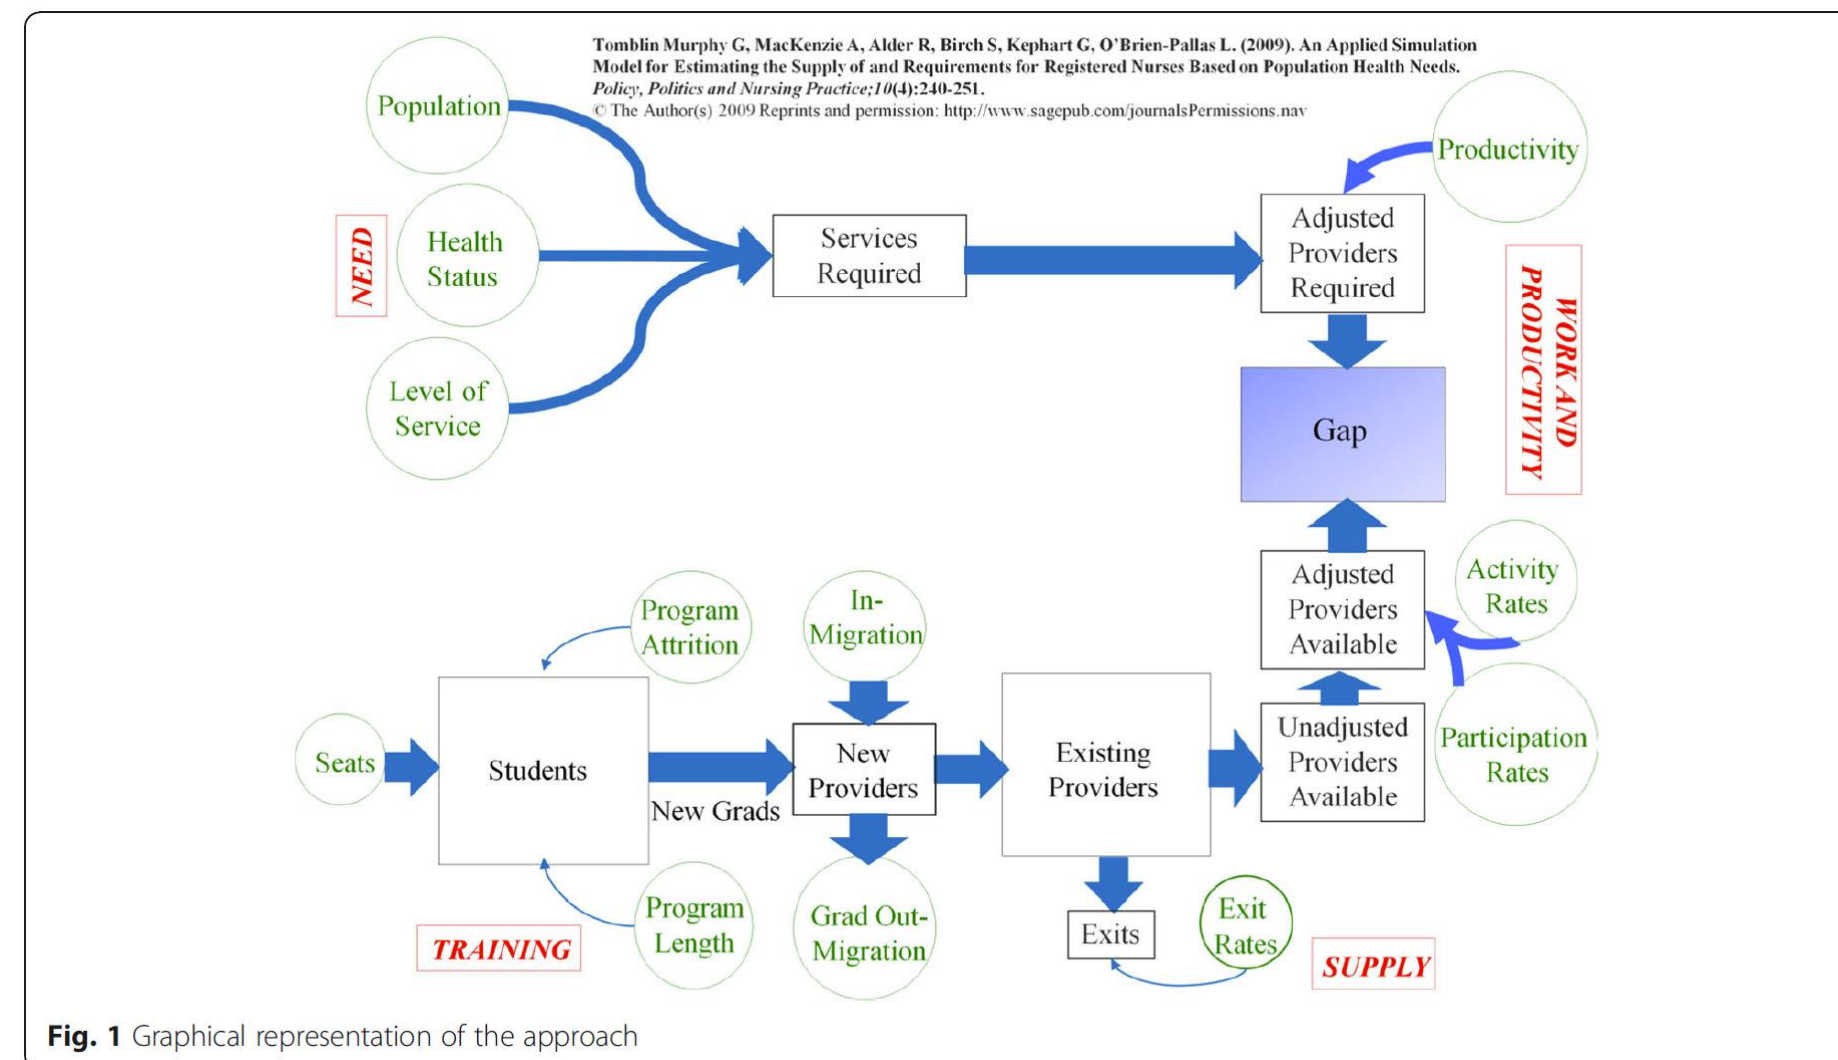 Tomblin Murphy G, MacKenzie A, Alder R, Birch S, Kephart G, O'Brien-Pallas L. (2009). An Applied Simulation
Model for Estimating the Supply of and Requirements for Registered Nurses Based on Population Health Needs.
Policy, Politics and Nursing Practice;10(4):240-251.
© The Author(s) 2009 Reprints and permission: http://www.sagepub.com/journalsPermissions.nav
Population
Productivity
NEED
Health
Status
Services
Required
Adjusted
Providers
Required
WORK AND
PRODUCTIVITY
Level of
Service
Gap
Program
Attrition
In-
Migration
Adjusted
Providers
Available
Activity
Rates
Seats
Students
New Grads
New
Providers
Existing
Providers
Unadjusted
Providers
Available
Participation
Rates
TRAINING
Program
Length
Grad Out-
Migration
Exits
Exit
Rates
SUPPLY
Fig. 1 Graphical representation of the approach